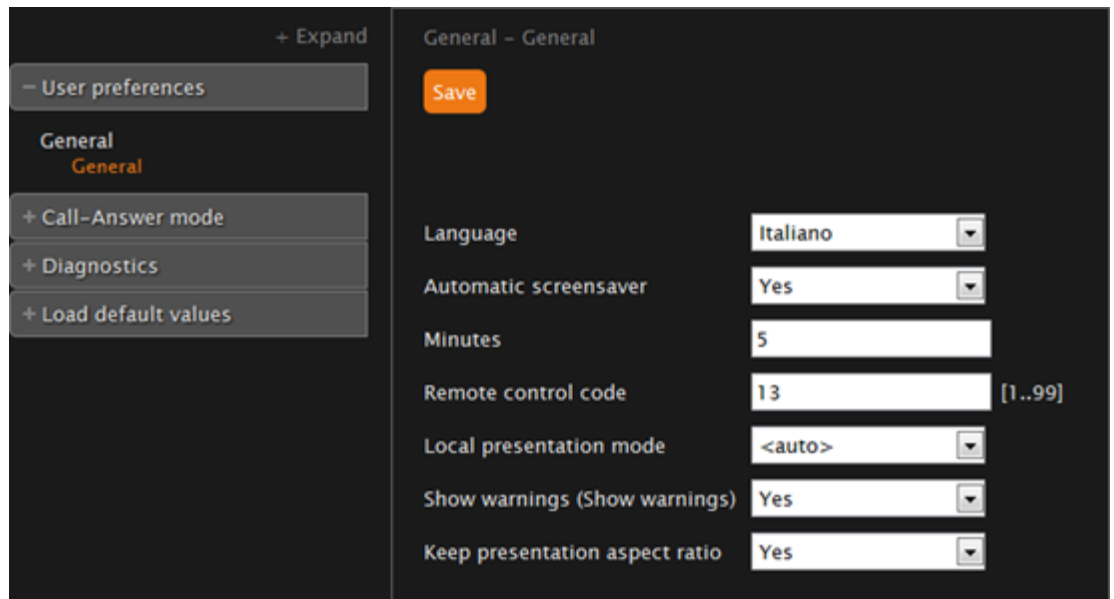 + Expand
− User preferences
General
General
+ Call-Answer mode
+ Diagnostics
+ Load default values
General - General
Save
Language Italiano
Automatic screensaver Yes
Minutes 5
Remote control code 13 [1..99]
Local presentation mode <auto>
Show warnings (Show warnings) Yes
Keep presentation aspect ratio Yes